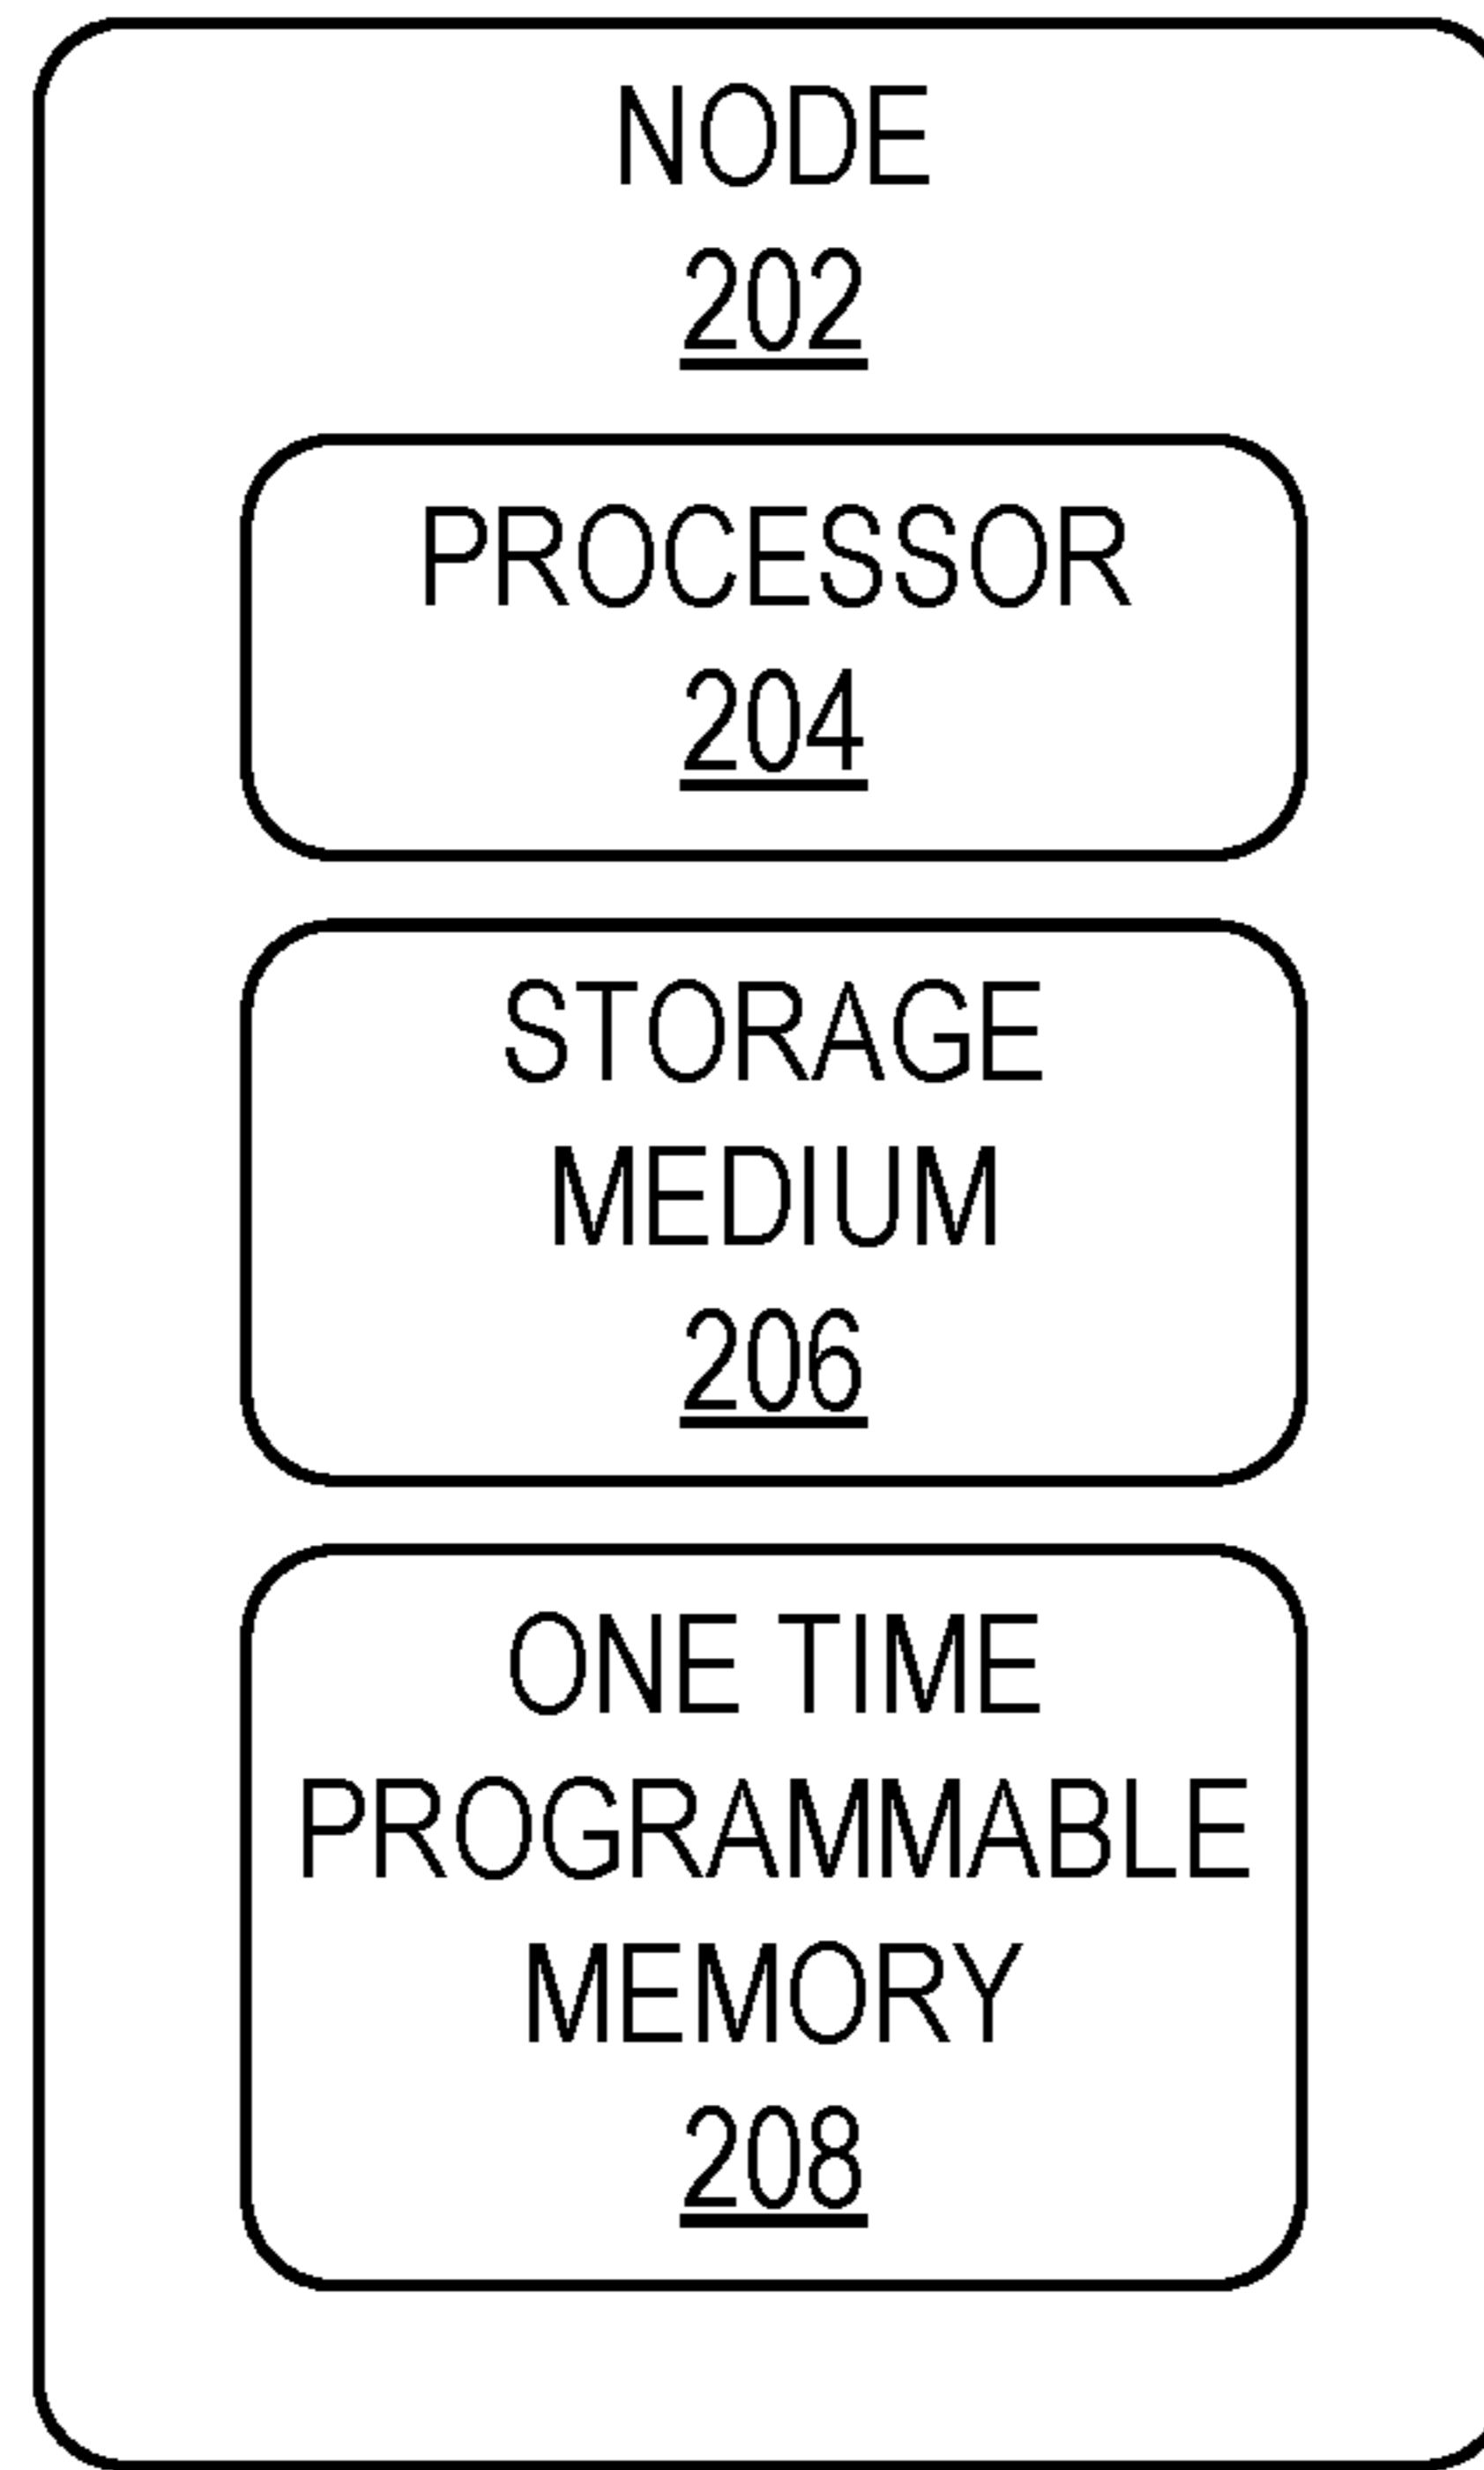 NODE
202
PROCESSOR
204
STORAGE
MEDIUM
206
ONE TIME
PROGRAMMABLE
MEMORY
208